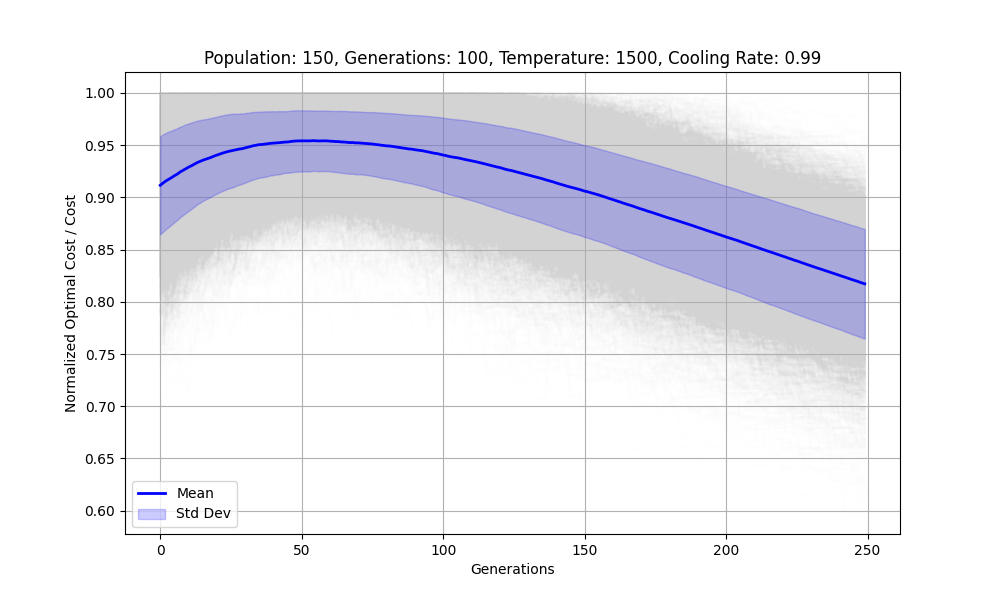 Population: 150, Generations: 100, Temperature: 1500, Cooling Rate: 0.99
Normalized Optimal Cost / Cost
1.00
0.95
0.90
0.85
0.80
0.75
0.70
0.65
0.60
Mean
Std Dev
0 50 100 150 200 250
Generations